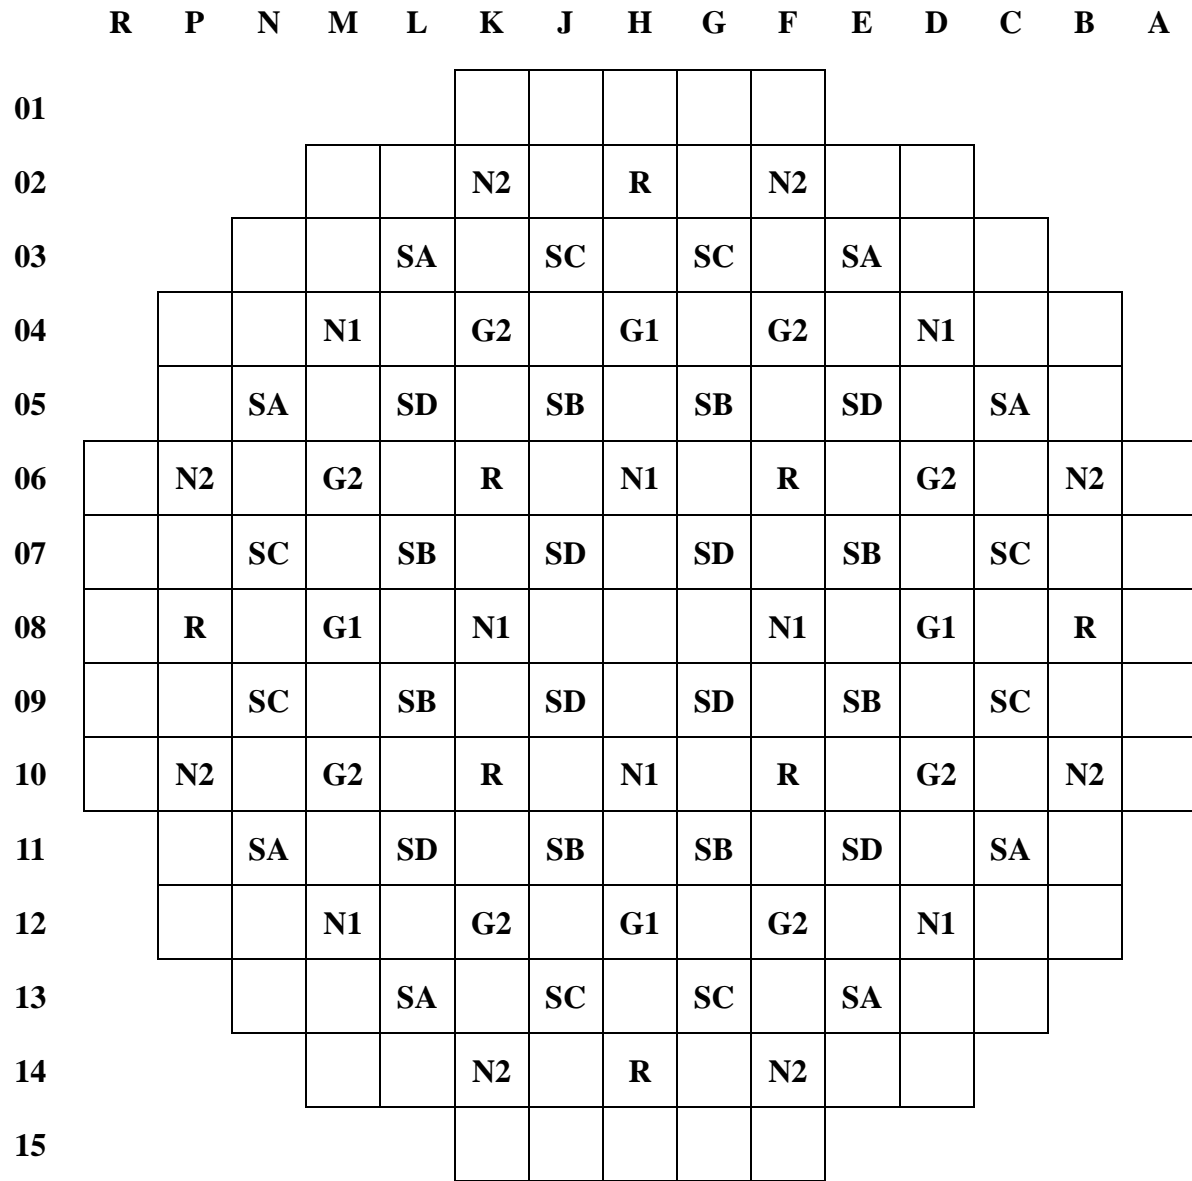 R P N M L K J H G F E D C B A
01
02 N2 R N2
03 SA SC SC SA
04 N1 G2 G1 G2 N1
05 SA SD SB SB SD SA
06 N2 G2 R N1 R G2 N2
07 SC SB SD SD SB SC
08 R G1 N1 N1 G1 R
09 SC SB SD SD SB SC
10 N2 G2 R N1 R G2 N2
11 SA SD SB SB SD SA
12 N1 G2 G1 G2 N1
13 SA SC SC SA
14 N2 R N2
15